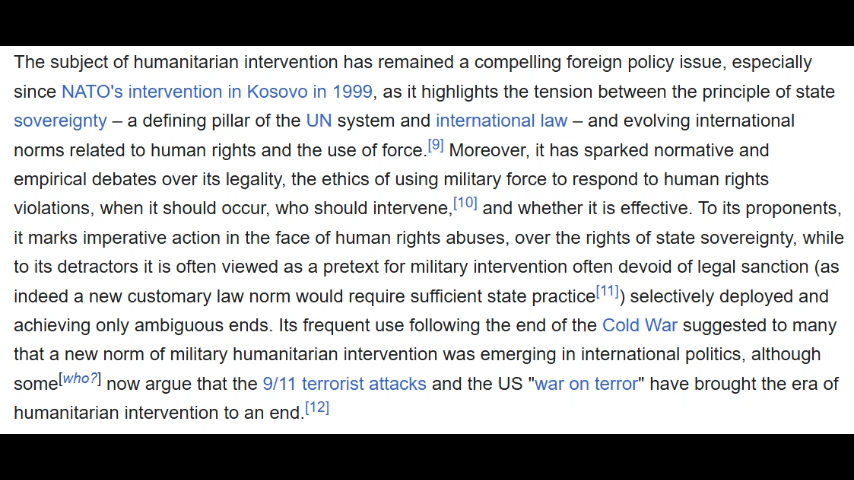 The subject of humanitarian intervention has remained a compelling foreign policy issue, especially
since NATO's intervention in Kosovo in 1999, as it highlights the tension between the principle of state
sovereignty – a defining pillar of the UN system and international law – and evolving international
norms related to human rights and the use of force.[9] Moreover, it has sparked normative and
empirical debates over its legality, the ethics of using military force to respond to human rights
violations, when it should occur, who should intervene,[10] and whether it is effective. To its proponents,
it marks imperative action in the face of human rights abuses, over the rights of state sovereignty, while
to its detractors it is often viewed as a pretext for military intervention often devoid of legal sanction (as
indeed a new customary law norm would require sufficient state practice[11]) selectively deployed and
achieving only ambiguous ends. Its frequent use following the end of the Cold War suggested to many
that a new norm of military humanitarian intervention was emerging in international politics, although
some[who?] now argue that the 9/11 terrorist attacks and the US "war on terror" have brought the era of
humanitarian intervention to an end.[12]